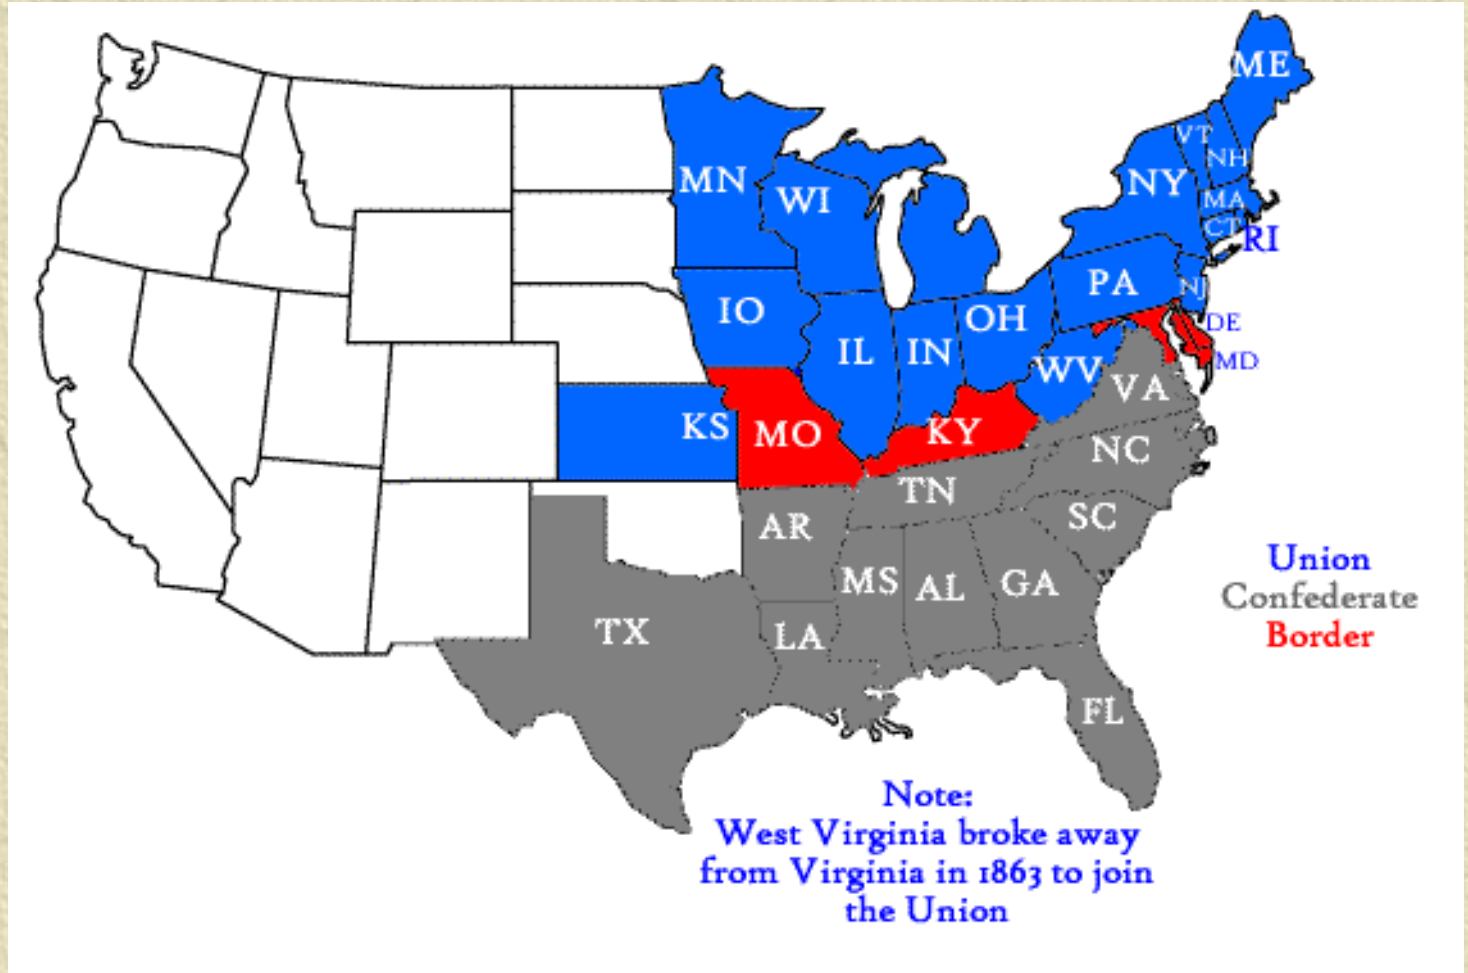 ME
VT
NH
MN
NY
WI
MA
CT
RI
PA
NJ
IO
OH
DE
IL
IN
MD
WV
VA
KS
MO
KY
NC
TN
SC
AR
Union
MS
AL
GA
Confederate
TX
LA
Border
FL
Note:
West Virginia broke away
from Virginia in 1863 to join
the Union